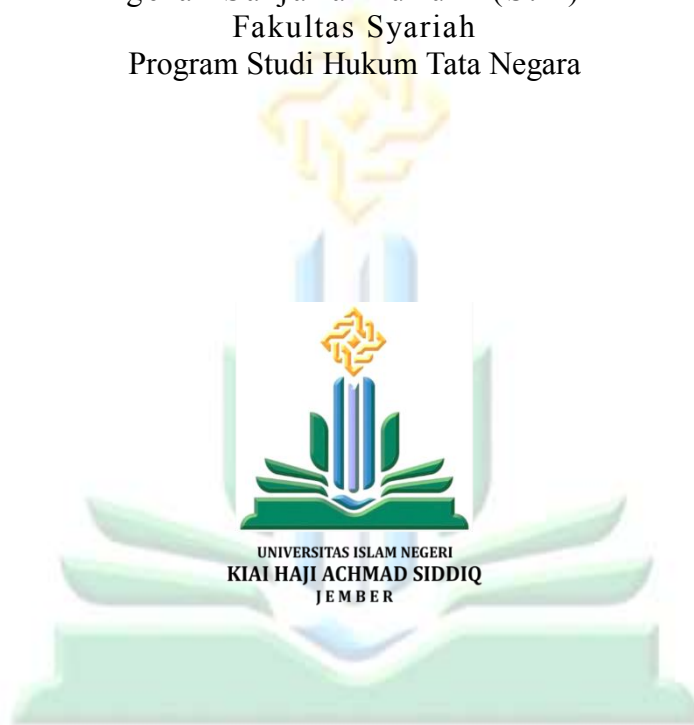 Fakultas Syariah
Program Studi Hukum Tata Negara
UNIVERSITAS ISLAM NEGERI
KIAI HAJI ACHMAD SIDDIQ
JEMBER